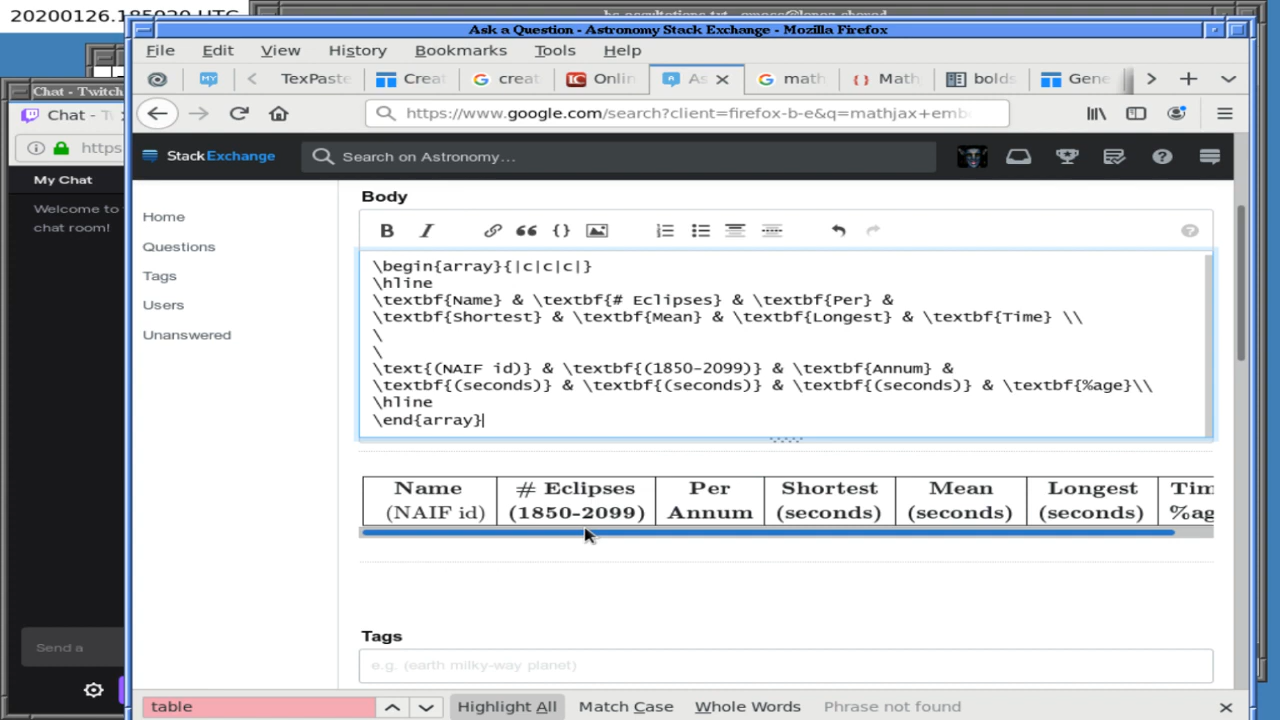 20200126.185929 UTC
Ask a Question - Astronomy Stack Exchange - Mozilla Firefox
File Edit View History Bookmarks Tools Help
Chat - Twitch
MY TexPaste Creat creat IC Onlin As math { } Math bolds Gene
Chat - T
https://www.google.com/search?client=firefox-b-e&q=mathjax+emb
https
StackExchange Search on Astronomy...
My Chat
Welcome to
chat room!
Home
Questions
Tags
Users
Unanswered
Body
B I
\begin{array}{|c|c|c|}
\hline
\textbf{Name} & \textbf{# Eclipses} & \textbf{Per} &
\textbf{Shortest} & \textbf{Mean} & \textbf{Longest} & \textbf{Time} \\
\
\
\text{(NAIF id)} & \textbf{(1850-2099)} & \textbf{Annum} &
\textbf{(seconds)} & \textbf{(seconds)} & \textbf{(seconds)} & \textbf{%age}\\
\hline
\end{array}
Name # Eclipses Per Shortest Mean Longest Tim
(NAIF id) (1850-2099) Annum (seconds) (seconds) (seconds) %ag
Tags
e.g. (earth milky-way planet)
Send a
table Highlight All Match Case Whole Words Phrase not found